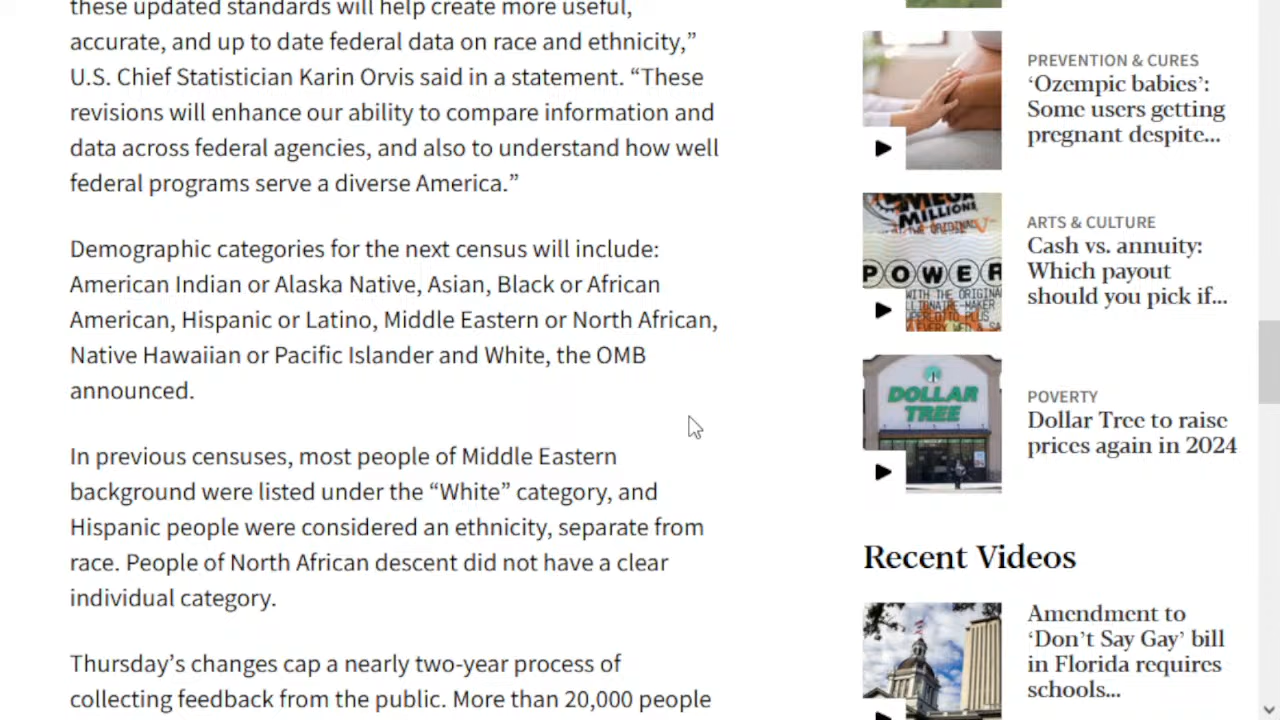 these updated standards will help create more useful,
accurate, and up to date federal data on race and ethnicity,”
U.S. Chief Statistician Karin Orvis said in a statement. “These
revisions will enhance our ability to compare information and
data across federal agencies, and also to understand how well
federal programs serve a diverse America.”
Demographic categories for the next census will include:
American Indian or Alaska Native, Asian, Black or African
American, Hispanic or Latino, Middle Eastern or North African,
Native Hawaiian or Pacific Islander and White, the OMB
announced.
In previous censuses, most people of Middle Eastern
background were listed under the “White” category, and
Hispanic people were considered an ethnicity, separate from
race. People of North African descent did not have a clear
individual category.
Thursday’s changes cap a nearly two-year process of
collecting feedback from the public. More than 20,000 people
PREVENTION & CURES
‘Ozempic babies’:
Some users getting
pregnant despite...
MEGA
MILLIONS
POWER
WITH THE ORIGINA
ARTS & CULTURE
Cash vs. annuity:
Which payout
should you pick if...
DOLLAR
TREE
POVERTY
Dollar Tree to raise
prices again in 2024
Recent Videos
Amendment to
‘Don’t Say Gay’ bill
in Florida requires
schools...